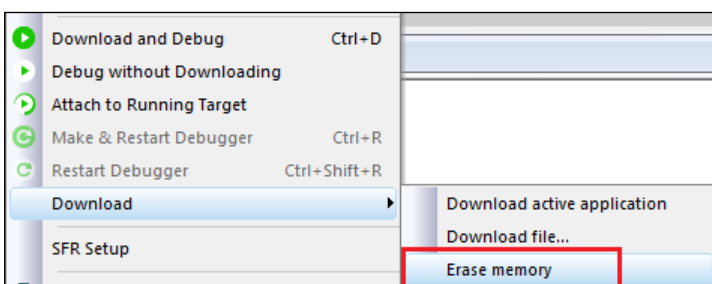 Download and Debug Ctrl+D
Debug without Downloading
Attach to Running Target
Make & Restart Debugger Ctrl+R
Restart Debugger Ctrl+Shift+R
Download
SFR Setup
Download active application
Download file...
Erase memory